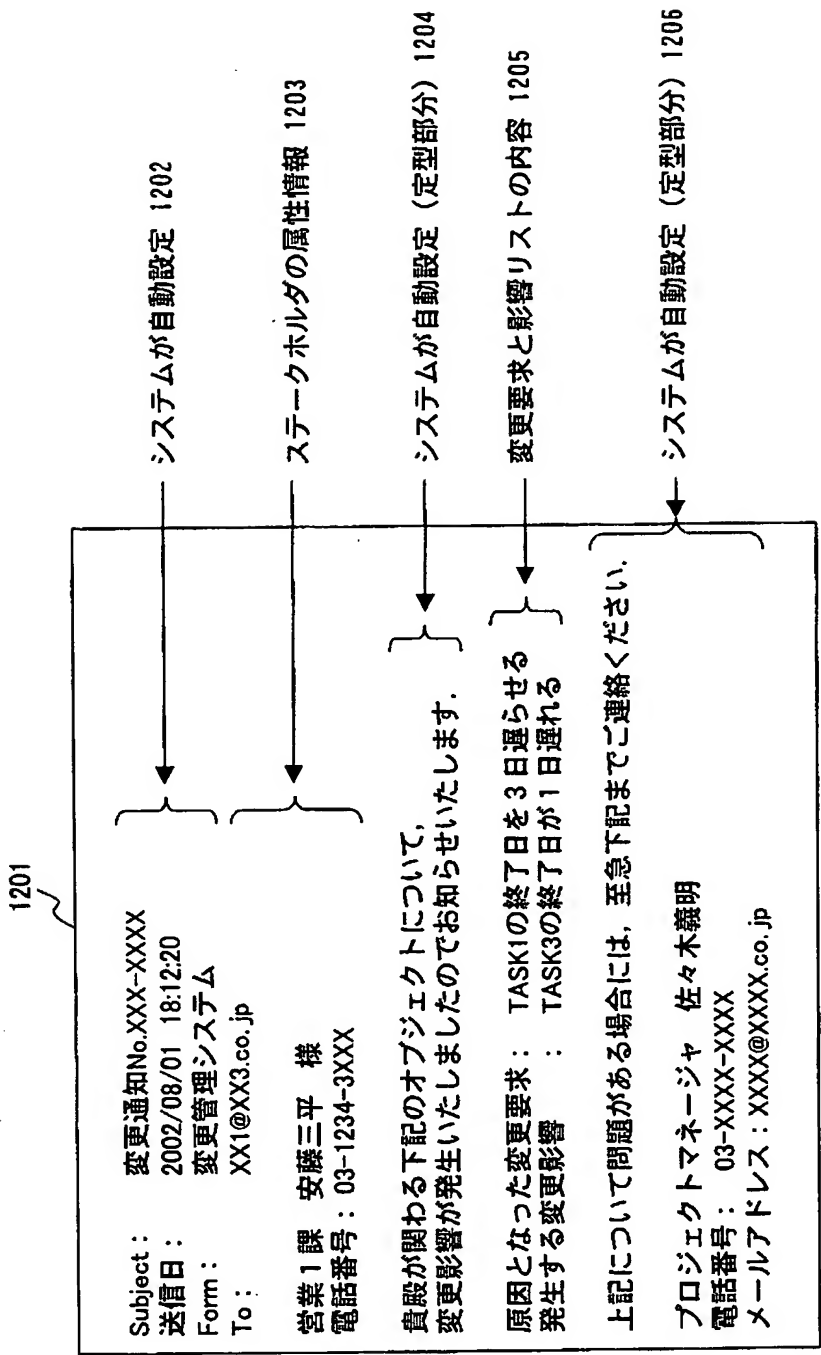 1201
Subject： 変更通知No.XXX-XXXX
送信日： 2002/08/01 18:12:20
Form： 変更管理システム
To： XX1@XX3.co.jp
営業1課 安藤三平 様
電話番号：03-1234-3XXX
貴殿が関わる下記のオブジェクトについて，
変更影響が発生いたしましたのでお知らせいたします．
原因となった変更要求： TASK1の終了日を3日遅らせる
発生する変更影響 ： TASK3の終了日が1日遅れる
上記について問題がある場合には，至急下記までご連絡ください．
プロジェクトマネージャ 佐々木義明
電話番号： 03-XXXX-XXXX
メールアドレス：XXXX@XXXX.co.jp
システムが自動設定 1202
ステークホルダの属性情報 1203
システムが自動設定（定型部分）1204
変更要求と影響リストの内容 1205
システムが自動設定（定型部分）1206